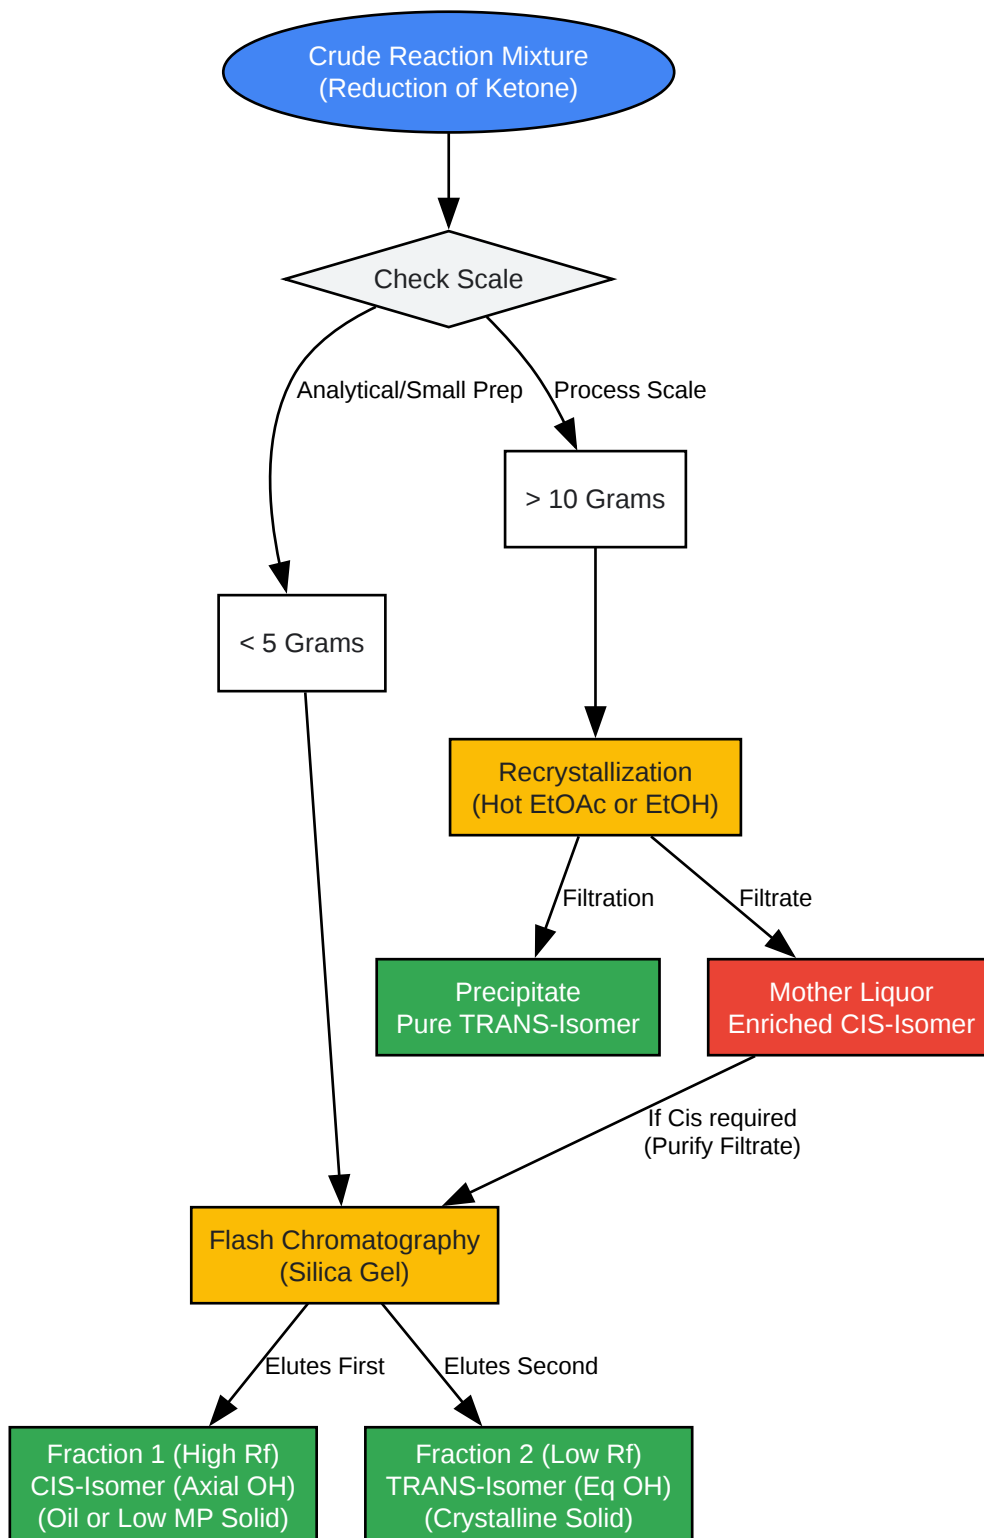 Crude Reaction Mixture
(Reduction of Ketone)
Check Scale
Analytical/Small Prep
Process Scale
> 10 Grams
< 5 Grams
Recrystallization
(Hot EtOAc or EtOH)
Filtration
Filtrate
Precipitate
Pure TRANS-Isomer
Mother Liquor
Enriched CIS-Isomer
If Cis required
(Purify Filtrate)
Flash Chromatography
(Silica Gel)
Elutes First
Elutes Second
Fraction 1 (High Rf)
CIS-Isomer (Axial OH)
(Oil or Low MP Solid)
Fraction 2 (Low Rf)
TRANS-Isomer (Eq OH)
(Crystalline Solid)